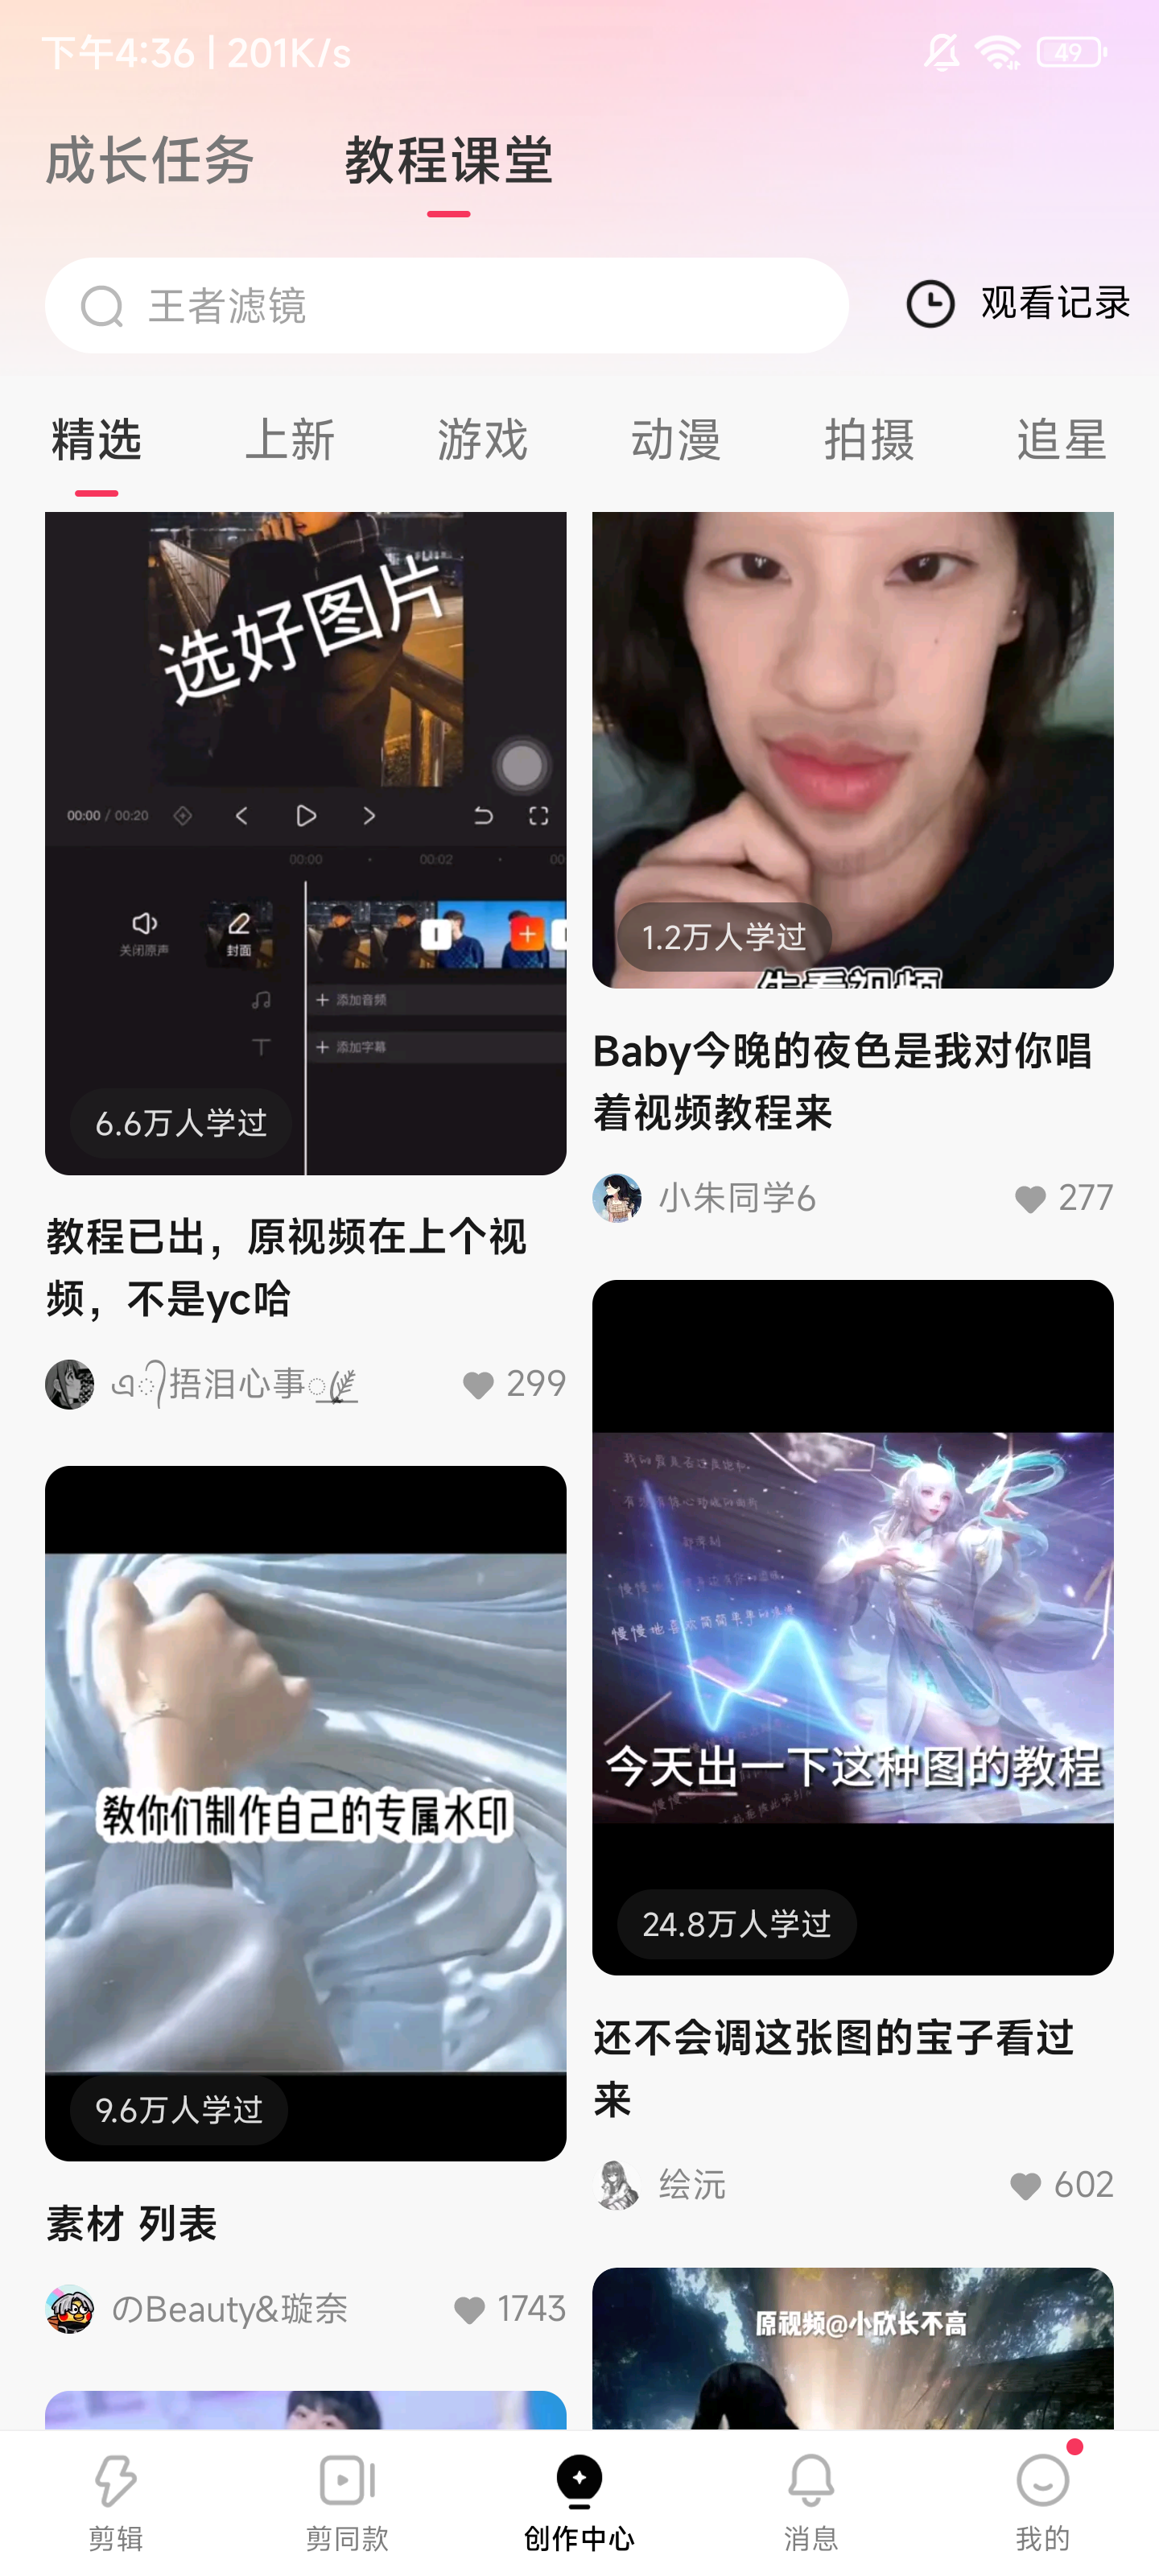 下午4:36 | 201K/s
49
成长任务 教程课堂
王者滤镜
观看记录
精选 上新 游戏 动漫 拍摄 追星
选好图片
00:00 / 00:20
00:00 00:02 00
关闭原声
封面
添加音频
添加字幕
6.6万人学过
教程已出，原视频在上个视
频，不是yc哈
捂泪心事
299
1.2万人学过
先看视频
Baby今晚的夜色是我对你唱
着视频教程来
小朱同学6
277
教你们制作自己的专属水印
9.6万人学过
素材 列表
のBeauty&璇奈
1743
今天出一下这种图的教程
24.8万人学过
还不会调这张图的宝子看过
来
绘沅
602
原视频@小欣长不高
剪辑 剪同款 创作中心 消息 我的